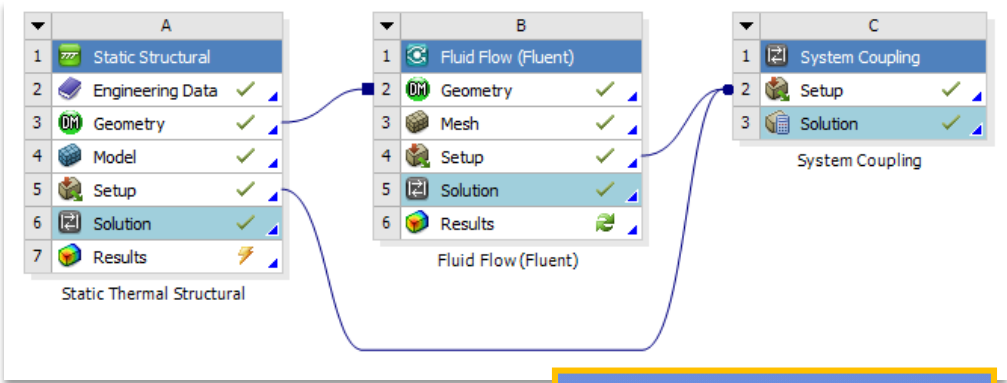 A
1 Static Structural
2 Engineering Data
3 DM Geometry
4 Model
5 Setup
6 Solution
7 Results
Static Thermal Structural
B
1 Fluid Flow (Fluent)
2 DM Geometry
3 Mesh
4 Setup
5 Solution
6 Results
Fluid Flow (Fluent)
C
1 System Coupling
2 Setup
3 Solution
System Coupling